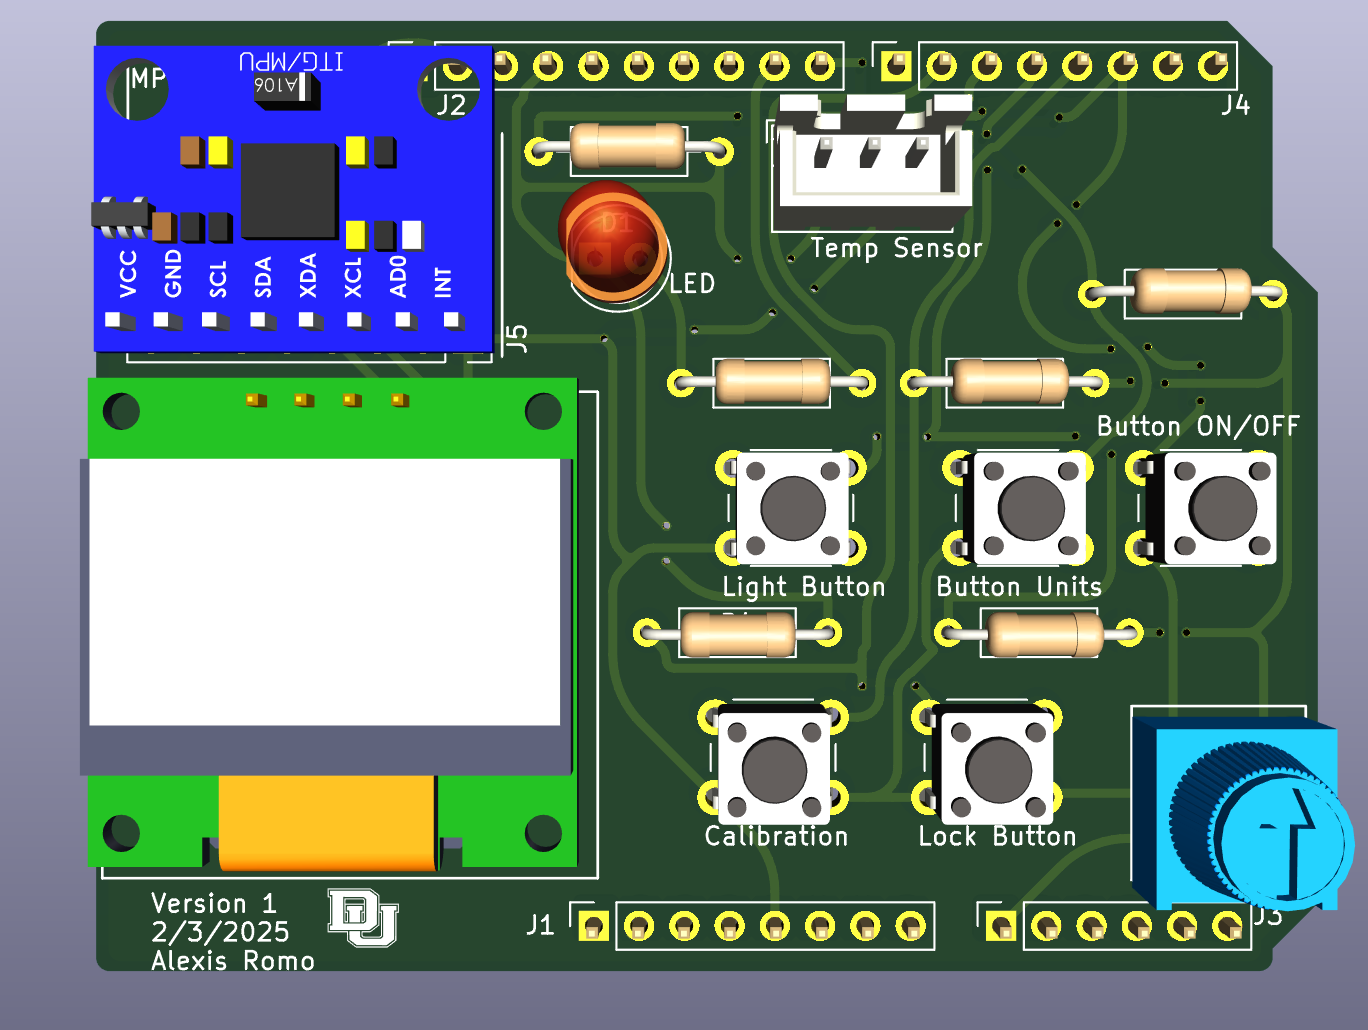 ITG/MPU
MP
A106
J2
J4
VCC
GND
SCL
SDA
XDA
XCL
AD0
INT
D1
LED
Temp Sensor
J5
Button ON/OFF
Light Button
Button Units
Calibration
Lock Button
Version 1
2/3/2025
Alexis Romo
DU
J1
J3